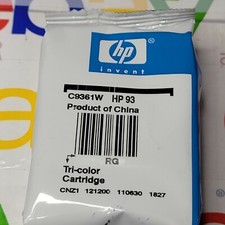 hp
invent
C9361W HP 93
Product of China
RG
Tri-color
Cartridge
CNZ1 121200 110630 1827